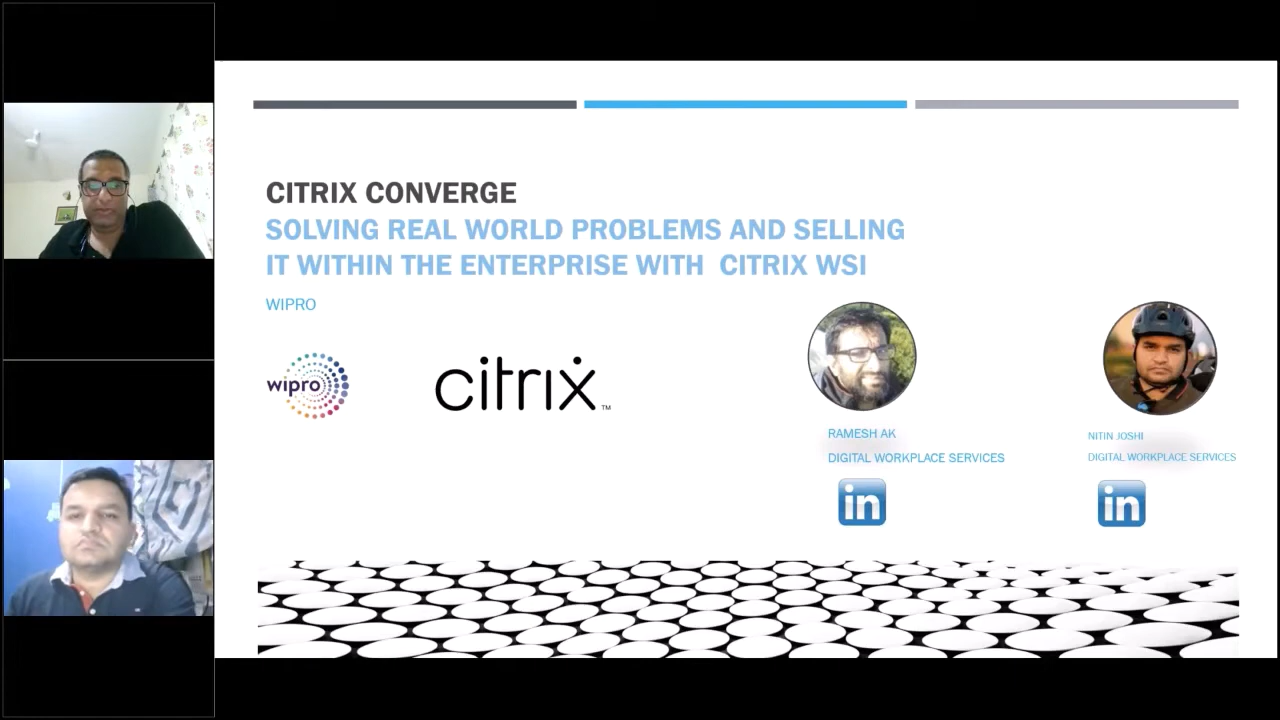 CITRIX CONVERGE
SOLVING REAL WORLD PROBLEMS AND SELLING
IT WITHIN THE ENTERPRISE WITH CITRIX WSI
WIPRO
wipro
citrix™
RAMESH AK
DIGITAL WORKPLACE SERVICES
in
NITIN JOSHI
DIGITAL WORKPLACE SERVICES
in